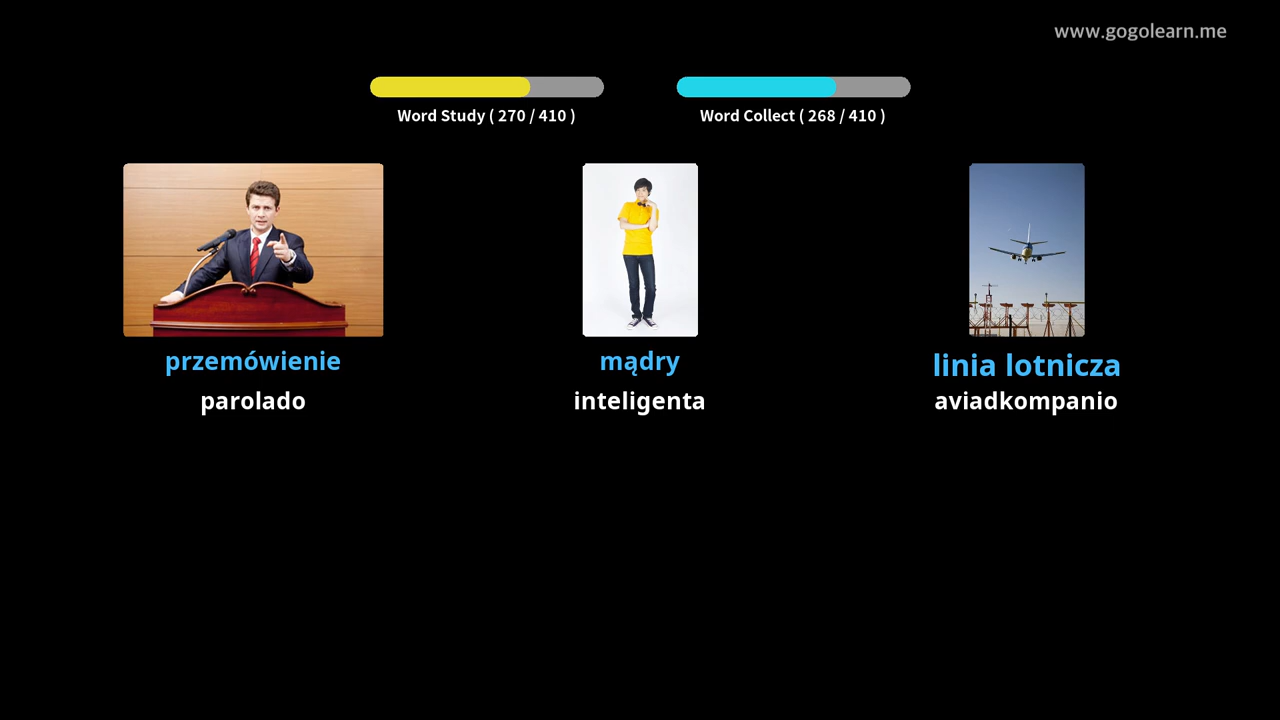 www.gogolearn.me
Word Study ( 270 / 410 )
Word Collect ( 268 / 410 )
przemówienie
parolado
mądry
inteligenta
linia lotnicza
aviadkompanio